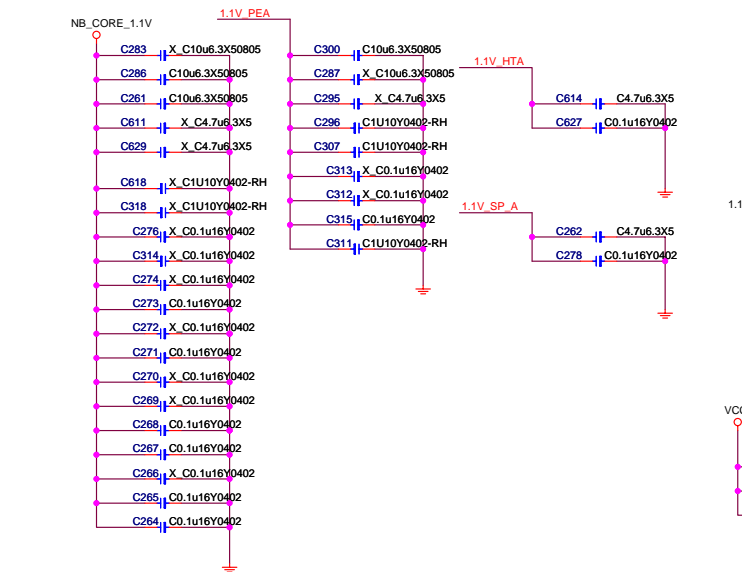 NB_CORE_1.1V
C283 X_C10u6.3X50805
C286 C10u6.3X50805
C261 C10u6.3X50805
C611 X_C4.7u6.3X5
C629 X_C4.7u6.3X5
C618 X_C1U10Y0402-RH
C318 X_C1U10Y0402-RH
C276 X_C0.1u16Y0402
C314 X_C0.1u16Y0402
C274 X_C0.1u16Y0402
C273 C0.1u16Y0402
C272 X_C0.1u16Y0402
C271 C0.1u16Y0402
C270 X_C0.1u16Y0402
C269 X_C0.1u16Y0402
C268 C0.1u16Y0402
C267 C0.1u16Y0402
C266 X_C0.1u16Y0402
C265 C0.1u16Y0402
C264 C0.1u16Y0402
1.1V_PEA
C300 C10u6.3X50805
C287 X_C10u6.3X50805
C295 X_C4.7u6.3X5
C296 C1U10Y0402-RH
C307 C1U10Y0402-RH
C313 X_C0.1u16Y0402
C312 X_C0.1u16Y0402
C315 C0.1u16Y0402
C311 C1U10Y0402-RH
1.1V_HTA
C614 C4.7u6.3X5
C627 C0.1u16Y0402
1.1V_SP_A
C262 C4.7u6.3X5
C278 C0.1u16Y0402
1.1